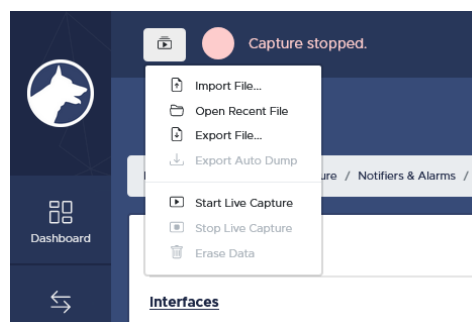 Capture stopped.
Import File...
Open Recent File
Export File...
Export Auto Dump
/ Notifiers & Alarms /
Start Live Capture
Stop Live Capture
Dashboard
Erase Data
Interfaces